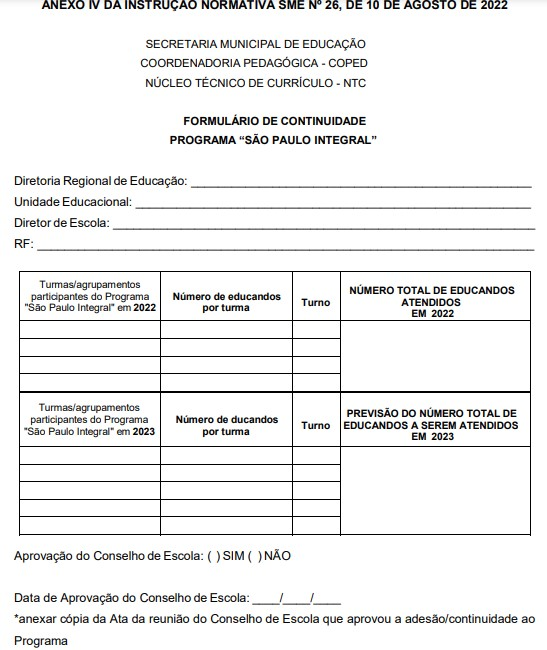 ANEXO IV DA INSTRUÇÃO NORMATIVA SME Nº 26, DE 10 DE AGOSTO DE 2022
SECRETARIA MUNICIPAL DE EDUCAÇÃO
COORDENADORIA PEDAGÓGICA - COPED
NÚCLEO TÉCNICO DE CURRÍCULO - NTC
FORMULÁRIO DE CONTINUIDADE
PROGRAMA “SÃO PAULO INTEGRAL”
Diretoria Regional de Educação: ____________________
Unidade Educacional: ____________________
Diretor de Escola: ____________________
RF: ____________________
Turmas/agrupamentos
participantes do Programa
"São Paulo Integral" em 2022
Número de educandos
por turma
Turno
NÚMERO TOTAL DE EDUCANDOS
ATENDIDOS
EM 2022
Turmas/agrupamentos
participantes do Programa
"São Paulo Integral" em 2023
Número de ducandos
por turma
Turno
PREVISÃO DO NÚMERO TOTAL DE
EDUCANDOS A SEREM ATENDIDOS
EM 2023
Aprovação do Conselho de Escola: ( ) SIM ( ) NÃO
Data de Aprovação do Conselho de Escola: ____/____/____
*anexar cópia da Ata da reunião do Conselho de Escola que aprovou a adesão/continuidade ao
Programa